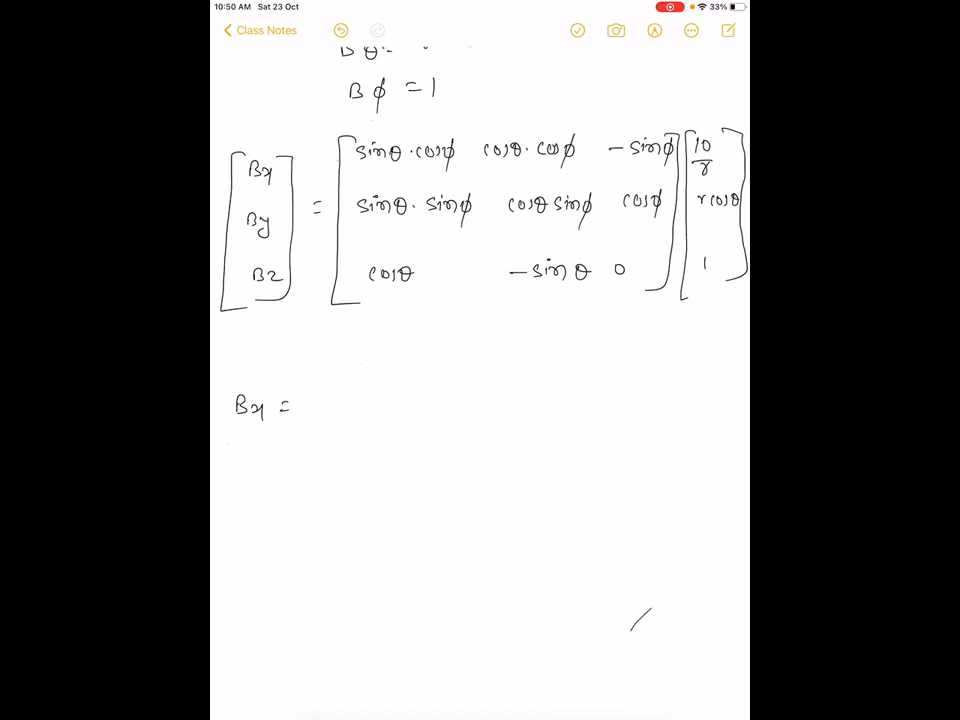 10:50 AM Sat 23 Oct 33%
Class Notes
Bϕ = 1
[Bx] = [sinθ·cosϕ cosθ·cosϕ -sinϕ] [10/r]
[By] [sinθ·sinϕ cosθ sinϕ cosϕ] [r cosθ]
[Bz] [cosθ -sinθ 0] [1]
Bx =